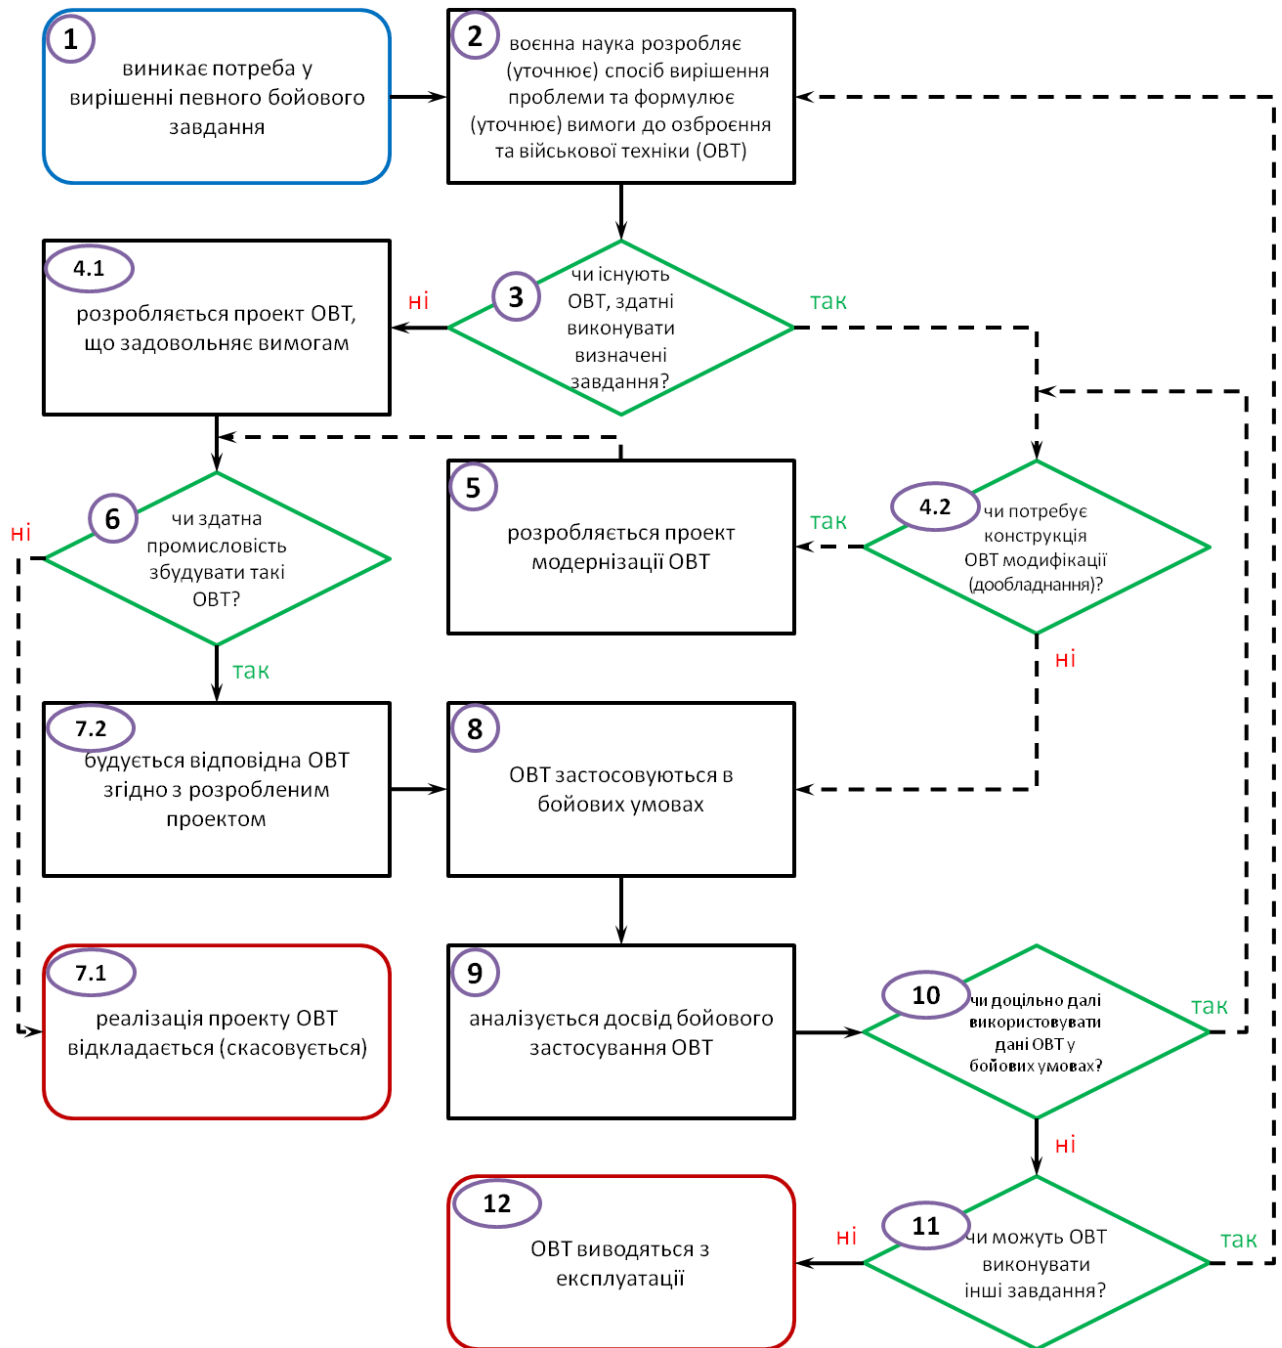 1
виникає потреба у
вирішенні певного бойового
завдання
2
воєнна наука розробляє
(уточнює) спосіб вирішення
проблеми та формулює
(уточнює) вимоги до озброєння
та військової техніки (ОВТ)
3
чи існують
ОВТ, здатні
виконувати
визначені
завдання?
ні
так
4.1
розробляється проект ОВТ,
що задовольняє вимогам
4.2
чи потребує
конструкція
ОВТ модифікації
(дообладнання)?
так
ні
5
розробляється проект
модернізації ОВТ
6
чи здатна
промисловість
збудувати такі
ОВТ?
ні
так
7.2
будується відповідна ОВТ
згідно з розробленим
проектом
8
ОВТ застосовуються в
бойових умовах
7.1
реалізація проекту ОВТ
відкладається (скасовується)
9
аналізується досвід бойового
застосування ОВТ
10
чи доцільно далі
використовувати
дані ОВТ у
бойових умовах?
так
ні
11
чи можуть ОВТ
виконувати
інші завдання?
ні
так
12
ОВТ виводяться з
експлуатації